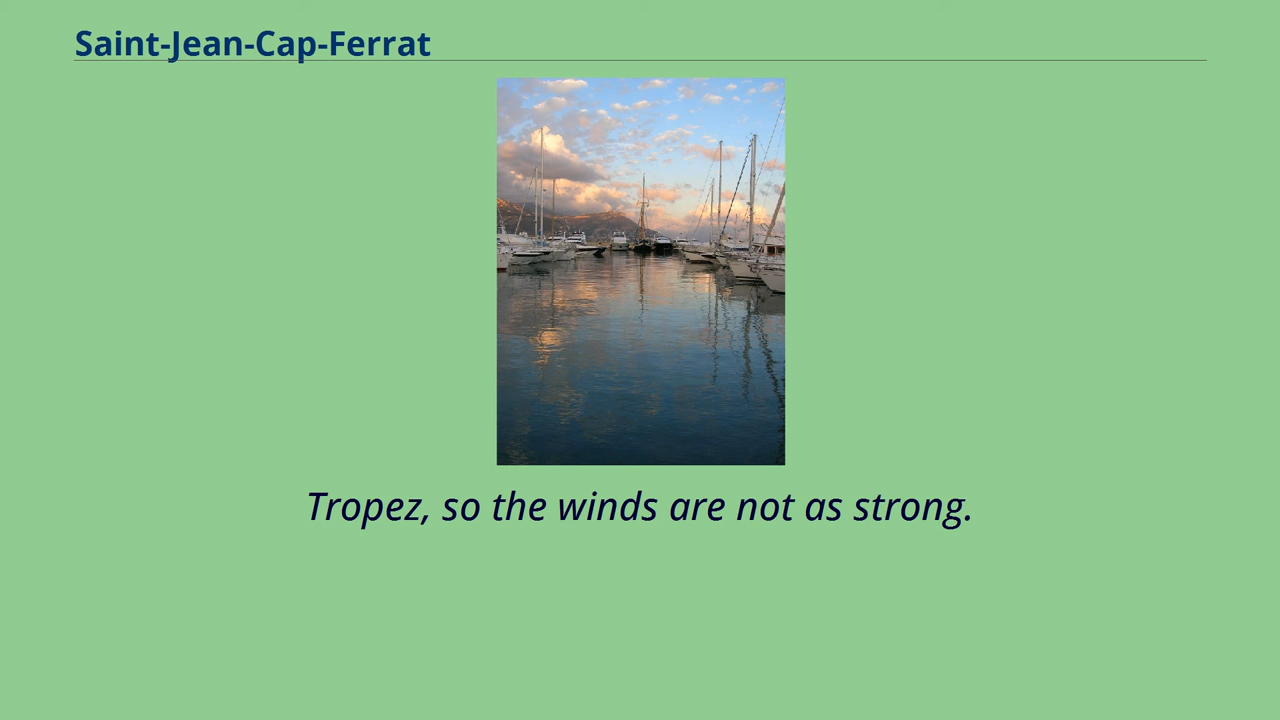 Saint-Jean-Cap-Ferrat
Tropez, so the winds are not as strong.